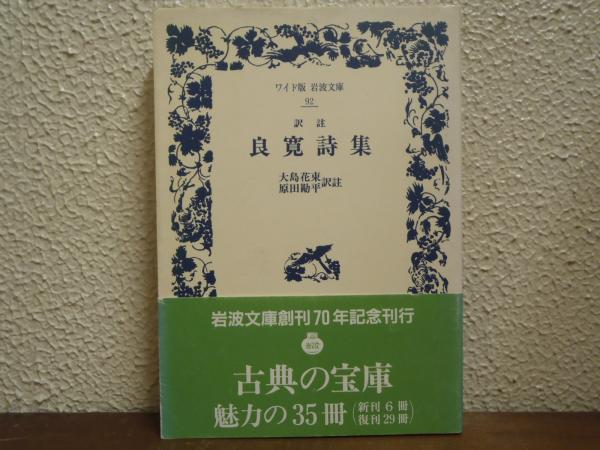 ワイド版 岩波文庫
92
訳註
良寛詩集
大島花束
原田勘平 訳註
岩波文庫創刊70年記念刊行
古典の宝庫
魅力の35冊(新刊6冊
復刊29冊)